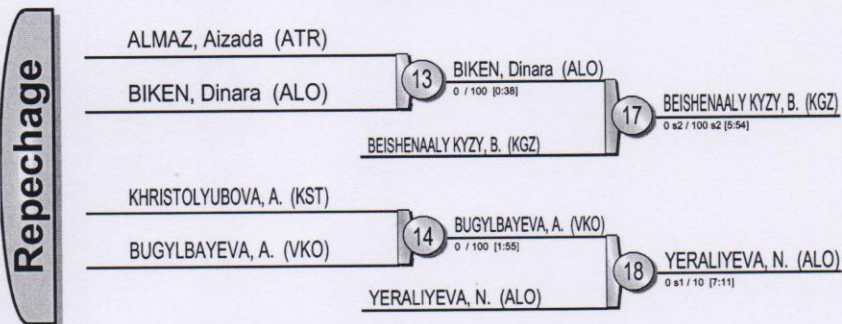 Repechage
ALMAZ, Aizada (ATR)
BIKEN, Dinara (ALO)
13
BIKEN, Dinara (ALO)
0 / 100 [0:38]
BEISHENAALY KYZY, B. (KGZ)
17
BEISHENAALY KYZY, B. (KGZ)
0 s2 / 100 s2 [5:54]
KHRISTOLYUBOVA, A. (KST)
BUGYLBAYEVA, A. (VKO)
14
BUGYLBAYEVA, A. (VKO)
0 / 100 [1:55]
YERALIYEVA, N. (ALO)
18
YERALIYEVA, N. (ALO)
0 s1 / 10 [7:11]